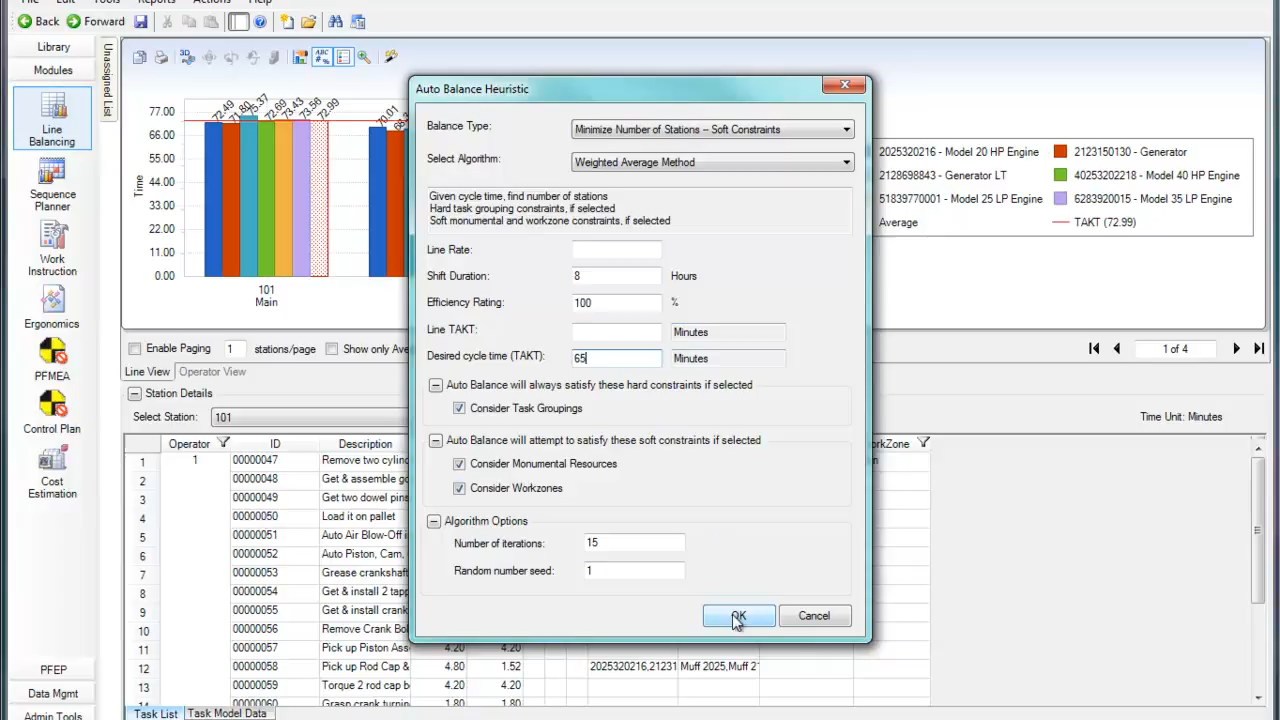 File Edit Tools Reports Actions Help
Back Forward
Library
Modules
Line
Balancing
Sequence
Planner
Work
Instruction
Ergonomics
PFMEA
Control Plan
Cost
Estimation
PFEP
Data Mgmt
Admin Tools
Unassigned List
3D
ABC
#%
77.00
66.00
55.00
44.00
33.00
22.00
11.00
0.00
Time
72.49 71.80 75.37 72.69 73.43 73.56 72.99
70.01
101
Main
2025320216 - Model 20 HP Engine 2123150130 - Generator
2128698843 - Generator LT 40253202218 - Model 40 HP Engine
51839770001 - Model 25 LP Engine 6283920015 - Model 35 LP Engine
Average TAKT (72.99)
Enable Paging 1 stations/page Show only Ave
1 of 4
Line View Operator View
Station Details
Select Station: 101
Time Unit: Minutes
Operator ID Description
1 1 00000047 Remove two cylin
2 00000048 Get & assemble go
3 00000049 Get two dowel pins
4 00000050 Load it on pallet
5 00000051 Auto Air Blow-Off i
6 00000052 Auto Piston, Cam,
7 00000053 Grease crankshaft
8 00000054 Get & install 2 tapp
9 00000055 Get & install crank
10 00000056 Remove Crank Bol
11 00000057 Pick up Piston Ass 4.20 4.20
12 00000058 Pick up Rod Cap & 4.80 1.52 2025320216,21231 Muff 2025,Muff 2
13 00000059 Torque 2 rod cap b 4.20 4.20
14 00000060 Grasp crank turnin 1.80 1.80
Task List Task Model Data
Auto Balance Heuristic
Balance Type: Minimize Number of Stations – Soft Constraints
Select Algorithm: Weighted Average Method
Given cycle time, find number of stations
Hard task grouping constraints, if selected
Soft monumental and workzone constraints, if selected
Line Rate:
Shift Duration: 8 Hours
Efficiency Rating: 100 %
Line TAKT: Minutes
Desired cycle time (TAKT): 65 Minutes
Auto Balance will always satisfy these hard constraints if selected
Consider Task Groupings
Auto Balance will attempt to satisfy these soft constraints if selected
Consider Monumental Resources
Consider Workzones
Algorithm Options
Number of iterations: 15
Random number seed: 1
OK Cancel